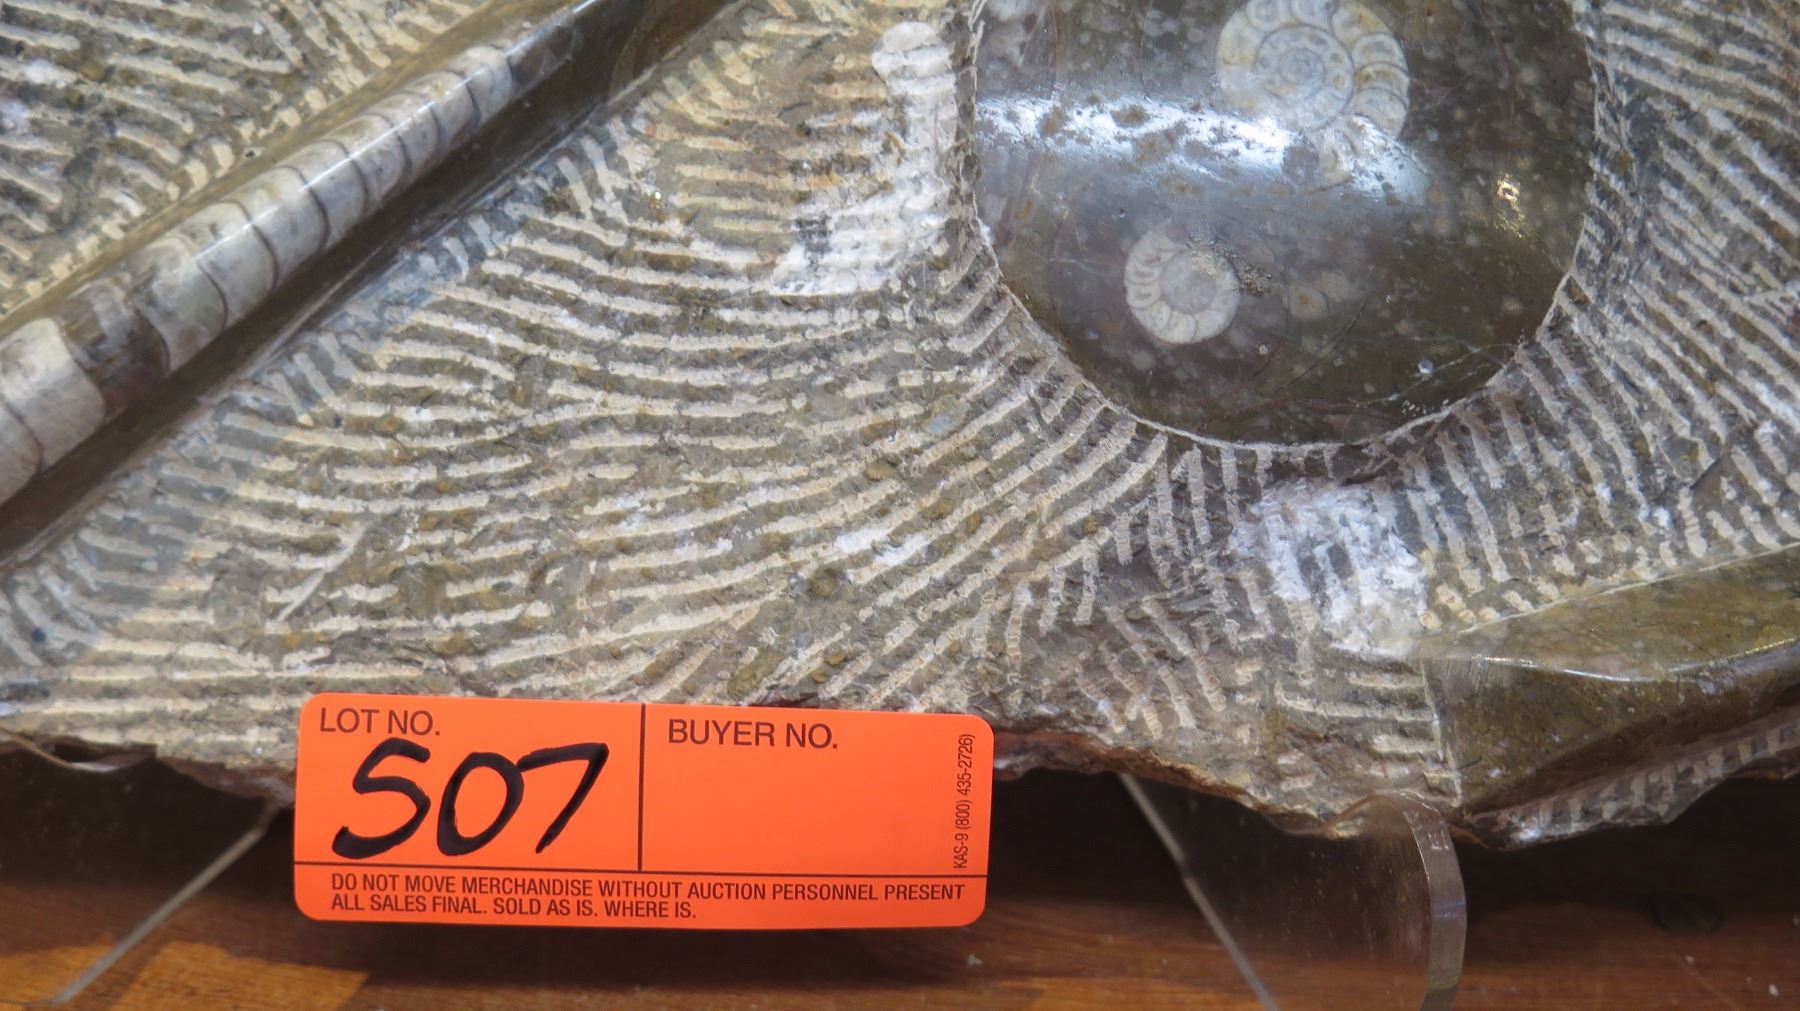 LOT NO.
507
BUYER NO.
KAS-9 (800) 435-2726)
DO NOT MOVE MERCHANDISE WITHOUT AUCTION PERSONNEL PRESENT
ALL SALES FINAL. SOLD AS IS. WHERE IS.